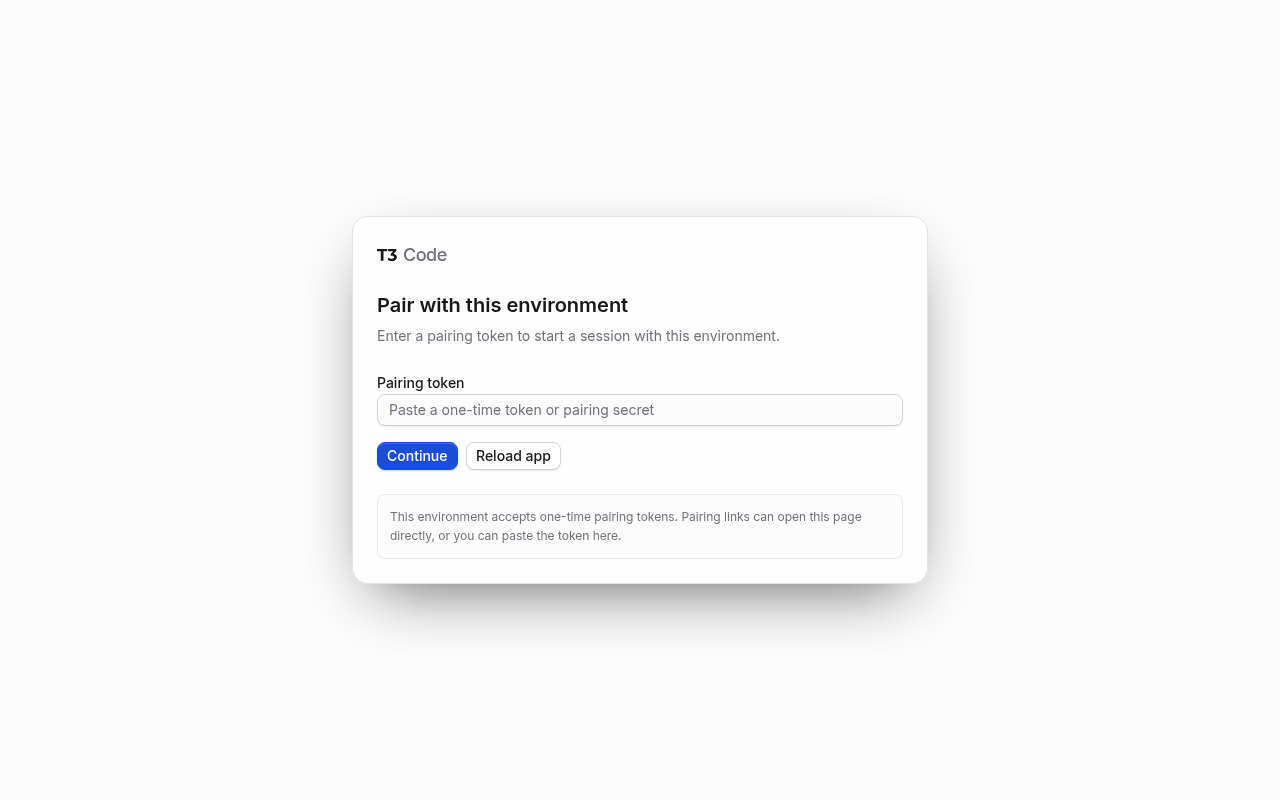 T3 Code
Pair with this environment
Enter a pairing token to start a session with this environment.
Pairing token
Paste a one-time token or pairing secret
Continue Reload app
This environment accepts one-time pairing tokens. Pairing links can open this page
directly, or you can paste the token here.